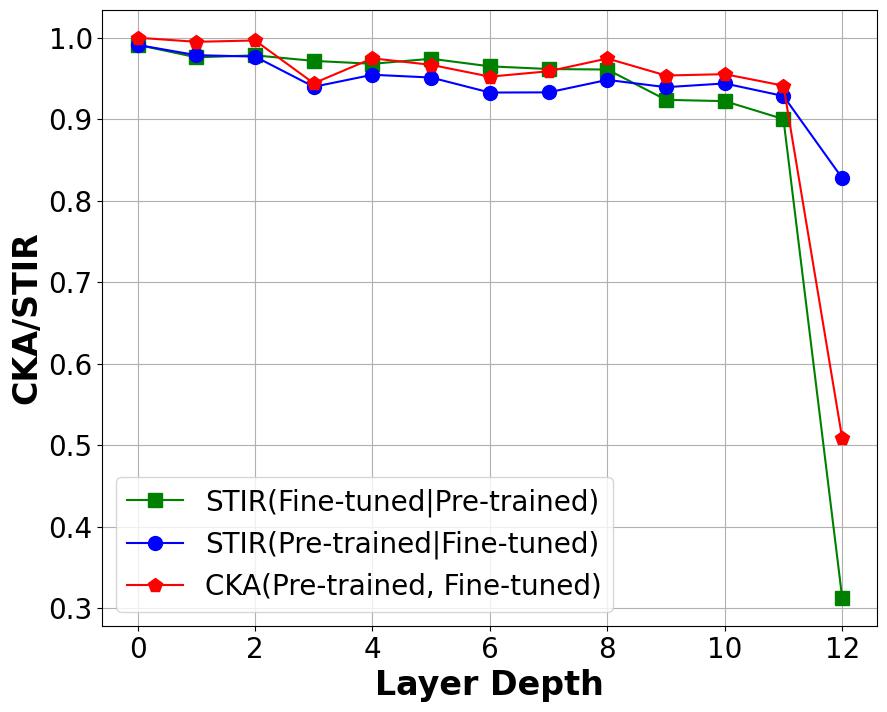 1.0
0.9
0.8
0.7
0.6
0.5
0.4
0.3
CKA/STIR
STIR(Fine-tuned|Pre-trained)
STIR(Pre-trained|Fine-tuned)
CKA(Pre-trained, Fine-tuned)
0 2 4 6 8 10 12
Layer Depth